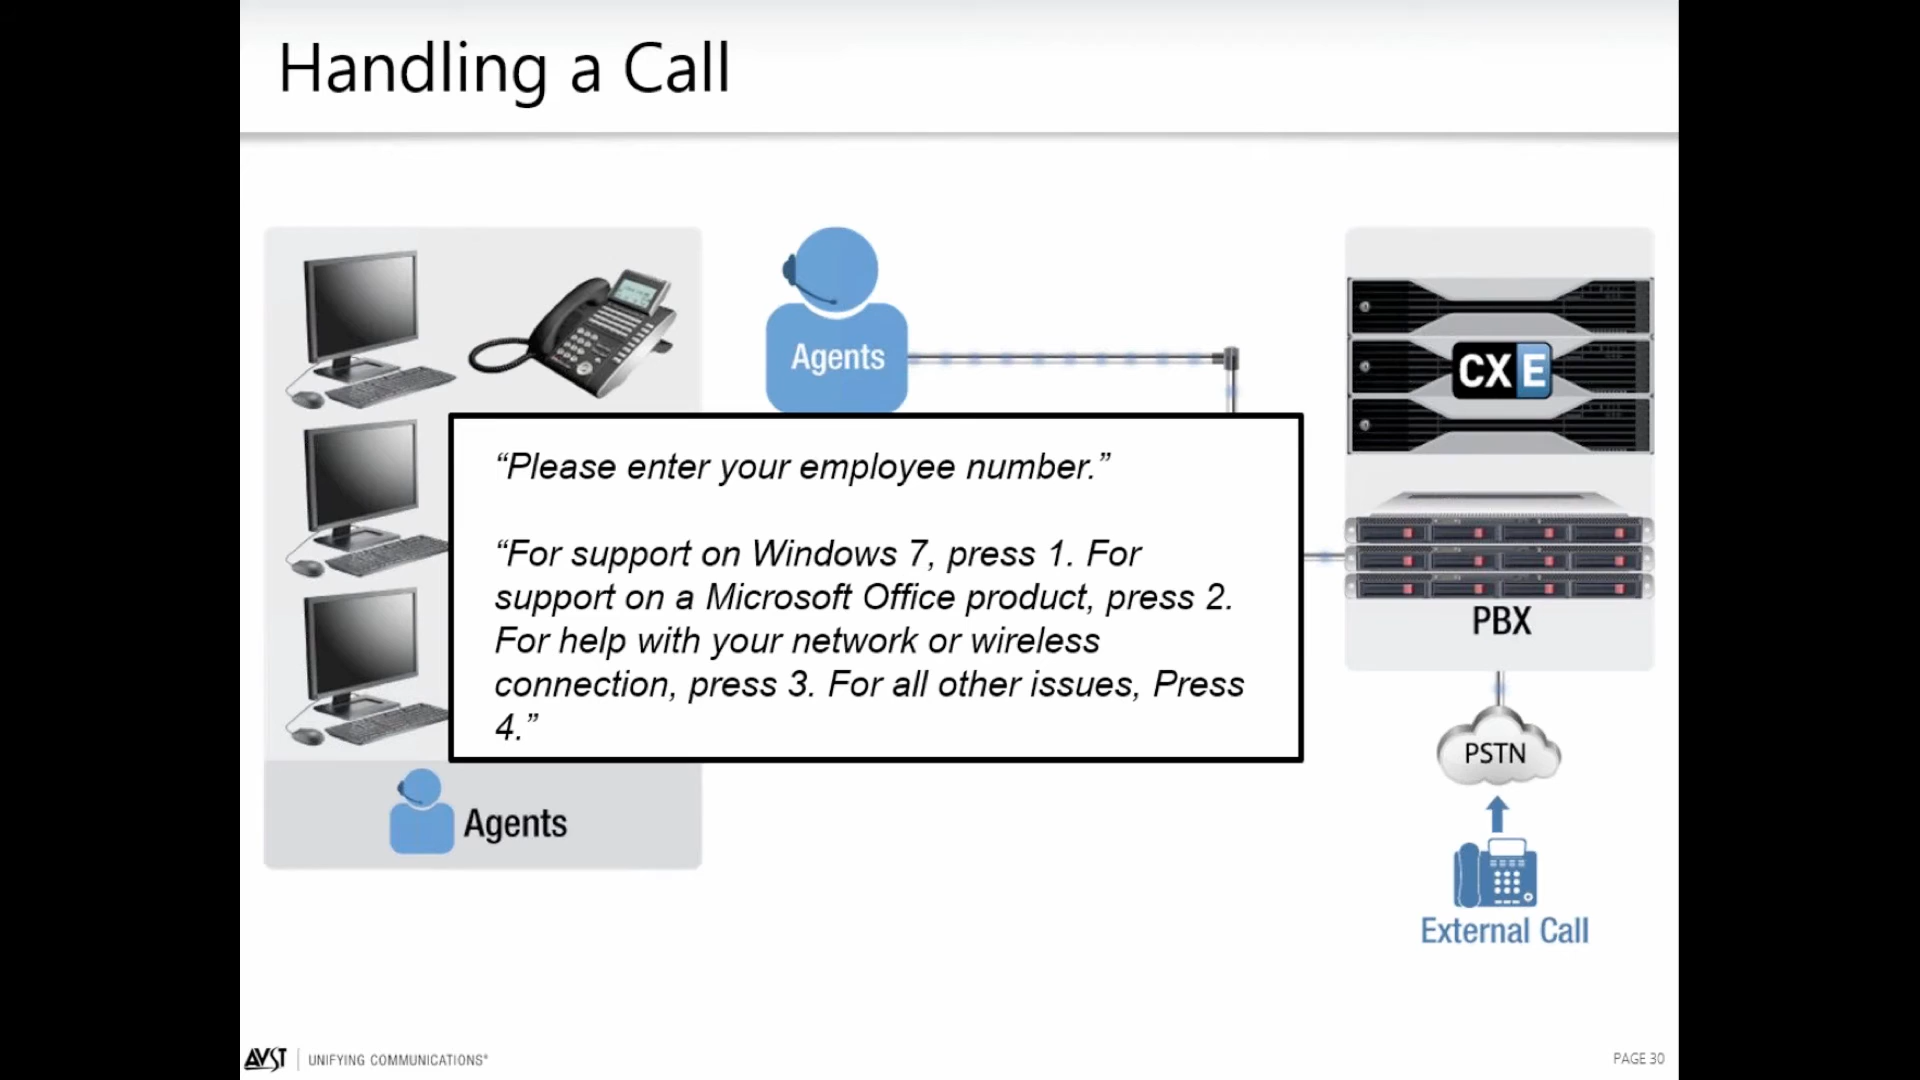 Handling a Call
Agents
CXE
“Please enter your employee number.”
“For support on Windows 7, press 1. For
support on a Microsoft Office product, press 2.
For help with your network or wireless
connection, press 3. For all other issues, Press
4.”
PBX
PSTN
Agents
External Call
AVST
UNIFYING COMMUNICATIONS®
PAGE 30